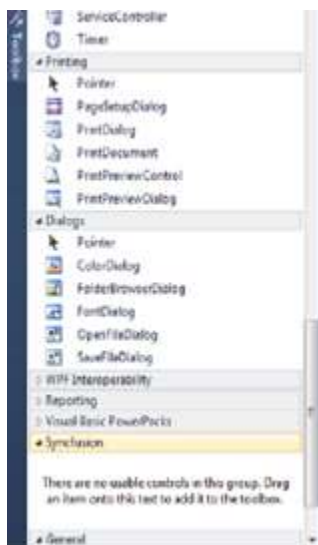 Toolbox
ServiceController
Timer
Printing
Pointer
PageSetupDialog
PrintDialog
PrintDocument
PrintPreviewControl
PrintPreviewDialog
Dialogs
Pointer
ColorDialog
FolderBrowserDialog
FontDialog
OpenFileDialog
SaveFileDialog
WPF Interoperability
Reporting
Visual Basic PowerPacks
Syncfusion
There are no usable controls in this group. Drag
an item onto this text to add it to the toolbox.
General